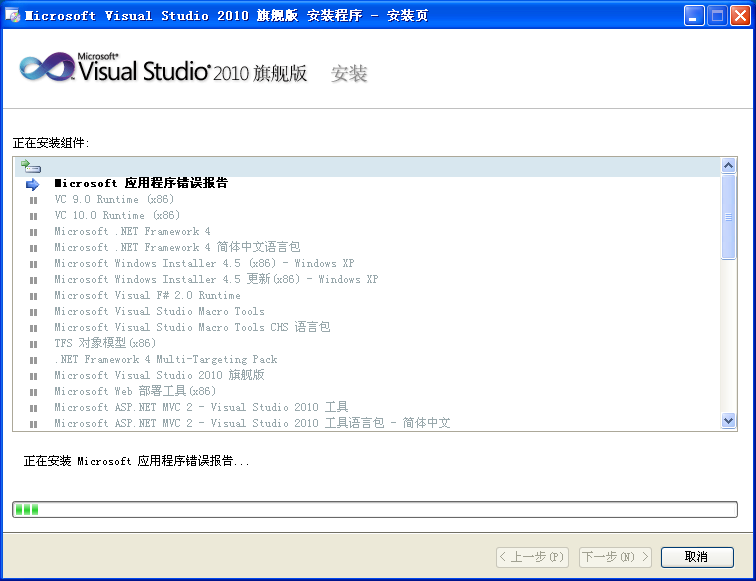 Microsoft Visual Studio 2010 旗舰版 安装程序 - 安装页
Microsoft®
Visual Studio® 2010 旗舰版 安装
正在安装组件:
Microsoft 应用程序错误报告
VC 9.0 Runtime (x86)
VC 10.0 Runtime (x86)
Microsoft .NET Framework 4
Microsoft .NET Framework 4 简体中文语言包
Microsoft Windows Installer 4.5 (x86) - Windows XP
Microsoft Windows Installer 4.5 更新(x86) - Windows XP
Microsoft Visual F# 2.0 Runtime
Microsoft Visual Studio Macro Tools
Microsoft Visual Studio Macro Tools CHS 语言包
TFS 对象模型(x86)
.NET Framework 4 Multi-Targeting Pack
Microsoft Visual Studio 2010 旗舰版
Microsoft Web 部署工具(x86)
Microsoft ASP.NET MVC 2 - Visual Studio 2010 工具
Microsoft ASP.NET MVC 2 - Visual Studio 2010 工具语言包 - 简体中文
正在安装 Microsoft 应用程序错误报告...
< 上一步(P) 下一步(N) > 取消